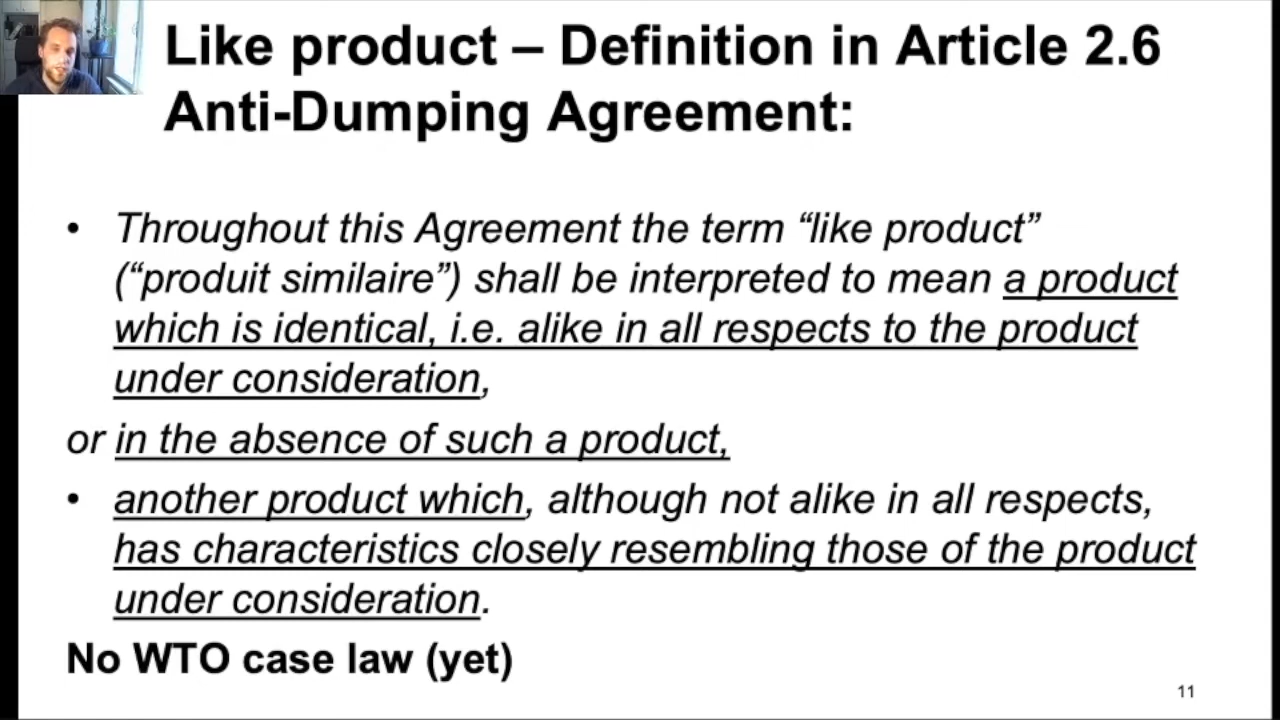 Like product – Definition in Article 2.6
Anti-Dumping Agreement:
• Throughout this Agreement the term “like product”
(“produit similaire”) shall be interpreted to mean a product
which is identical, i.e. alike in all respects to the product
under consideration,
or in the absence of such a product,
• another product which, although not alike in all respects,
has characteristics closely resembling those of the product
under consideration.
No WTO case law (yet)
11